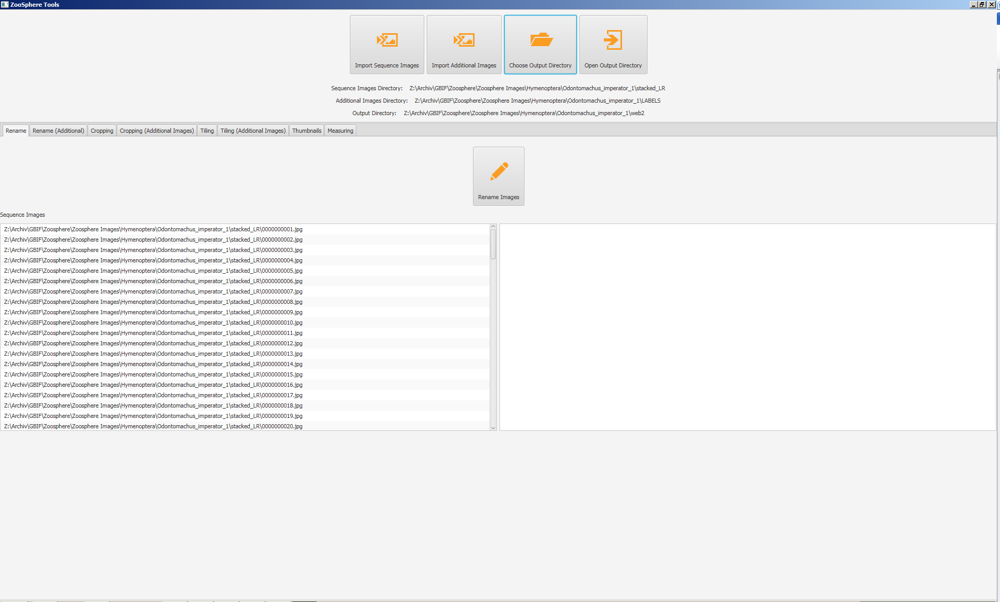 ZooSphere Tools
Import Sequence Images
Import Additional Images
Choose Output Directory
Open Output Directory
Sequence Images Directory: Z:\Archiv\GBIF\Zoosphere\Zoosphere Images\Hymenoptera\Odontomachus_imperator_1\stacked_LR
Additional Images Directory: Z:\Archiv\GBIF\Zoosphere\Zoosphere Images\Hymenoptera\Odontomachus_imperator_1\LABELS
Output Directory: Z:\Archiv\GBIF\Zoosphere\Zoosphere Images\Hymenoptera\Odontomachus_imperator_1\web2
Rename Rename (Additional) Cropping Cropping (Additional Images) Tiling Tiling (Additional Images) Thumbnails Measuring
Rename Images
Sequence Images
Z:\Archiv\GBIF\Zoosphere\Zoosphere Images\Hymenoptera\Odontomachus_imperator_1\stacked_LR\0000000001.jpg
Z:\Archiv\GBIF\Zoosphere\Zoosphere Images\Hymenoptera\Odontomachus_imperator_1\stacked_LR\0000000002.jpg
Z:\Archiv\GBIF\Zoosphere\Zoosphere Images\Hymenoptera\Odontomachus_imperator_1\stacked_LR\0000000003.jpg
Z:\Archiv\GBIF\Zoosphere\Zoosphere Images\Hymenoptera\Odontomachus_imperator_1\stacked_LR\0000000004.jpg
Z:\Archiv\GBIF\Zoosphere\Zoosphere Images\Hymenoptera\Odontomachus_imperator_1\stacked_LR\0000000005.jpg
Z:\Archiv\GBIF\Zoosphere\Zoosphere Images\Hymenoptera\Odontomachus_imperator_1\stacked_LR\0000000006.jpg
Z:\Archiv\GBIF\Zoosphere\Zoosphere Images\Hymenoptera\Odontomachus_imperator_1\stacked_LR\0000000007.jpg
Z:\Archiv\GBIF\Zoosphere\Zoosphere Images\Hymenoptera\Odontomachus_imperator_1\stacked_LR\0000000008.jpg
Z:\Archiv\GBIF\Zoosphere\Zoosphere Images\Hymenoptera\Odontomachus_imperator_1\stacked_LR\0000000009.jpg
Z:\Archiv\GBIF\Zoosphere\Zoosphere Images\Hymenoptera\Odontomachus_imperator_1\stacked_LR\0000000010.jpg
Z:\Archiv\GBIF\Zoosphere\Zoosphere Images\Hymenoptera\Odontomachus_imperator_1\stacked_LR\0000000011.jpg
Z:\Archiv\GBIF\Zoosphere\Zoosphere Images\Hymenoptera\Odontomachus_imperator_1\stacked_LR\0000000012.jpg
Z:\Archiv\GBIF\Zoosphere\Zoosphere Images\Hymenoptera\Odontomachus_imperator_1\stacked_LR\0000000013.jpg
Z:\Archiv\GBIF\Zoosphere\Zoosphere Images\Hymenoptera\Odontomachus_imperator_1\stacked_LR\0000000014.jpg
Z:\Archiv\GBIF\Zoosphere\Zoosphere Images\Hymenoptera\Odontomachus_imperator_1\stacked_LR\0000000015.jpg
Z:\Archiv\GBIF\Zoosphere\Zoosphere Images\Hymenoptera\Odontomachus_imperator_1\stacked_LR\0000000016.jpg
Z:\Archiv\GBIF\Zoosphere\Zoosphere Images\Hymenoptera\Odontomachus_imperator_1\stacked_LR\0000000017.jpg
Z:\Archiv\GBIF\Zoosphere\Zoosphere Images\Hymenoptera\Odontomachus_imperator_1\stacked_LR\0000000018.jpg
Z:\Archiv\GBIF\Zoosphere\Zoosphere Images\Hymenoptera\Odontomachus_imperator_1\stacked_LR\0000000019.jpg
Z:\Archiv\GBIF\Zoosphere\Zoosphere Images\Hymenoptera\Odontomachus_imperator_1\stacked_LR\0000000020.jpg